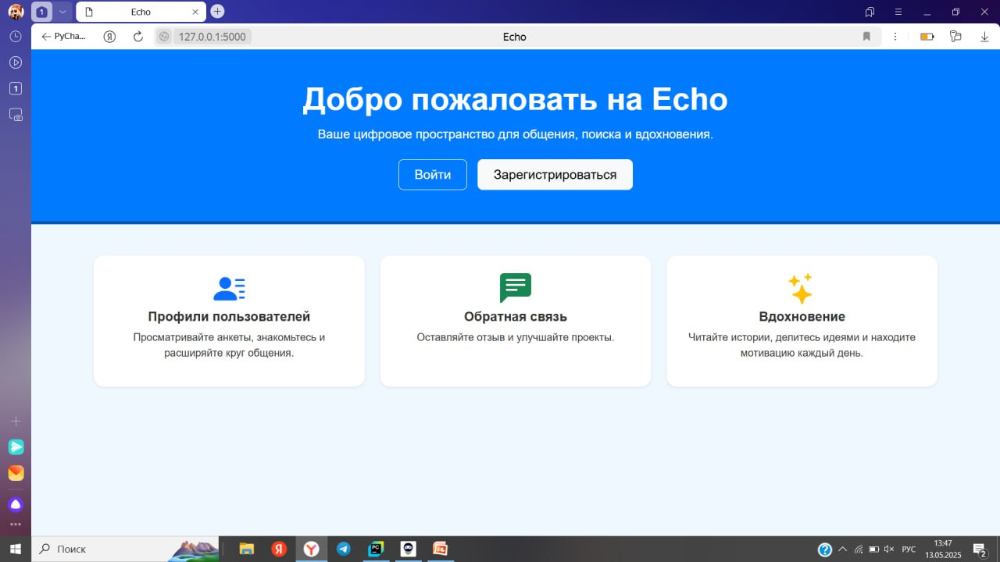 1
Echo
PyCha...
127.0.0.1:5000
Echo
1
Добро пожаловать на Echo
Ваше цифровое пространство для общения, поиска и вдохновения.
Войти
Зарегистрироваться
Профили пользователей
Просматривайте анкеты, знакомьтесь и
расширяйте круг общения.
Обратная связь
Оставляйте отзыв и улучшайте проекты.
Вдохновение
Читайте истории, делитесь идеями и находите
мотивацию каждый день.
Поиск
РУС
13:47
13.05.2025
2